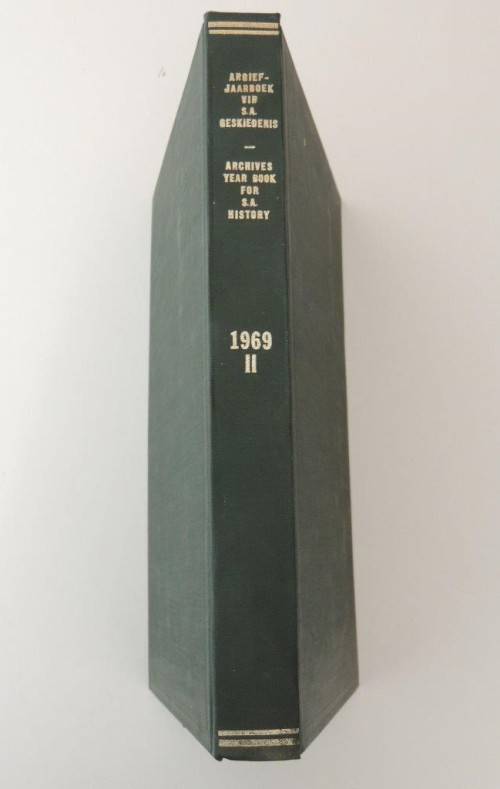 ARGIEF-
JAARBOEK
VIR
S.A.
GESKIEDENIS
—
ARCHIVES
YEAR BOOK
FOR
S.A.
HISTORY
1969
II